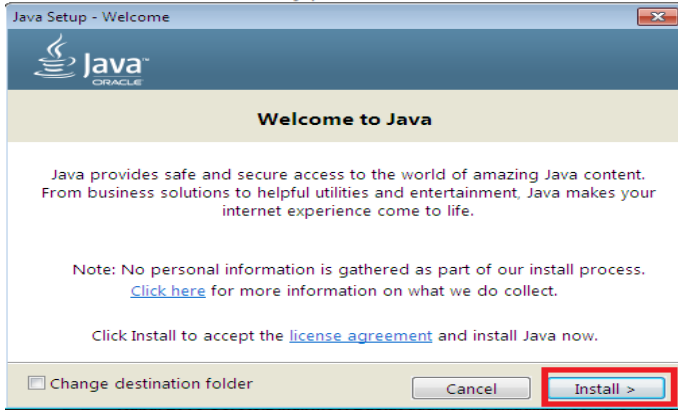 Java Setup - Welcome
Java™
ORACLE
Welcome to Java
Java provides safe and secure access to the world of amazing Java content.
From business solutions to helpful utilities and entertainment, Java makes your
internet experience come to life.
Note: No personal information is gathered as part of our install process.
Click here for more information on what we do collect.
Click Install to accept the license agreement and install Java now.
Change destination folder
Cancel
Install >